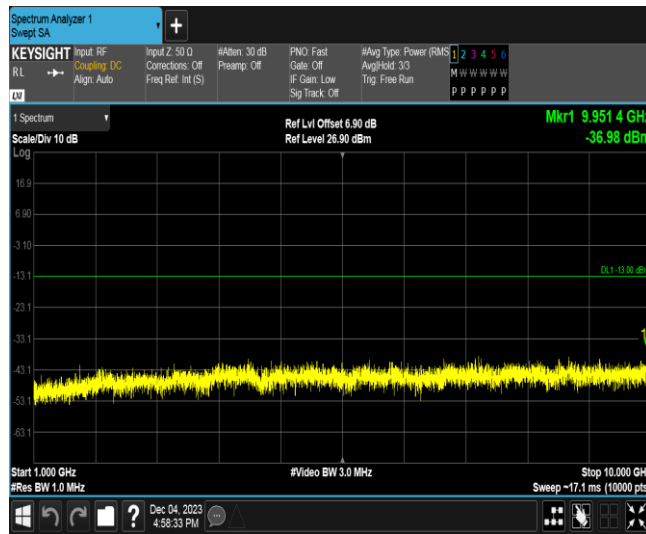 Spectrum Analyzer 1
Swept SA
+
KEYSIGHT
RL
LXI
Input: RF
Coupling: DC
Align: Auto
Input Z: 50 Ω
Corrections: Off
Freq Ref: Int (S)
#Atten: 30 dB
Preamp: Off
PNO: Fast
Gate: Off
IF Gain: Low
Sig Track: Off
#Avg Type: Power (RMS
Avg|Hold: 3/3
Trig: Free Run
1 2 3 4 5 6
M W W W W W
P P P P P P
1 Spectrum
Scale/Div 10 dB
Log
Ref Lvl Offset 6.90 dB
Ref Level 26.90 dBm
Mkr1 9.951 4 GHz
-36.98 dBm
16.9
6.90
-3.10
-13.1
-23.1
-33.1
-43.1
-53.1
-63.1
DL1 -13.00 dBm
1
Start 1.000 GHz
#Res BW 1.0 MHz
#Video BW 3.0 MHz
Stop 10.000 GH
Sweep ~17.1 ms (10000 pts
?
Dec 04, 2023
4:58:33 PM